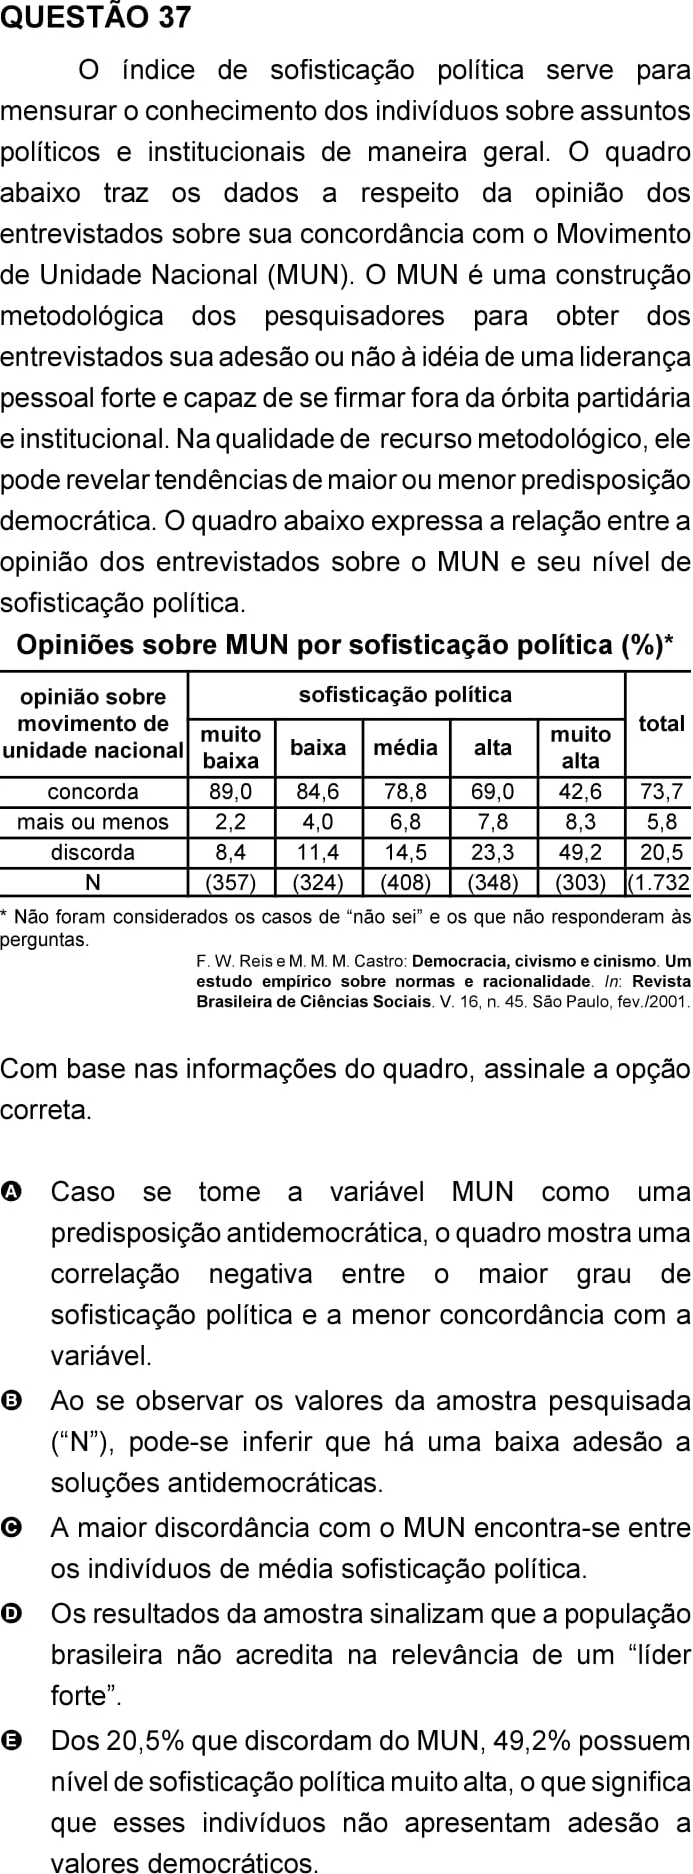 QUESTÃO 37
O índice de sofisticação política serve para
mensurar o conhecimento dos indivíduos sobre assuntos
políticos e institucionais de maneira geral. O quadro
abaixo traz os dados a respeito da opinião dos
entrevistados sobre sua concordância com o Movimento
de Unidade Nacional (MUN). O MUN é uma construção
metodológica dos pesquisadores para obter dos
entrevistados sua adesão ou não à idéia de uma liderança
pessoal forte e capaz de se firmar fora da órbita partidária
e institucional. Na qualidade de recurso metodológico, ele
pode revelar tendências de maior ou menor predisposição
democrática. O quadro abaixo expressa a relação entre a
opinião dos entrevistados sobre o MUN e seu nível de
sofisticação política.
Opiniões sobre MUN por sofisticação política (%)*
opinião sobre movimento de unidade nacional | sofisticação política | total
muito baixa | baixa | média | alta | muito alta
concorda | 89,0 | 84,6 | 78,8 | 69,0 | 42,6 | 73,7
mais ou menos | 2,2 | 4,0 | 6,8 | 7,8 | 8,3 | 5,8
discorda | 8,4 | 11,4 | 14,5 | 23,3 | 49,2 | 20,5
N | (357) | (324) | (408) | (348) | (303) | (1.732
* Não foram considerados os casos de “não sei” e os que não responderam às
perguntas.
F. W. Reis e M. M. M. Castro: Democracia, civismo e cinismo. Um
estudo empírico sobre normas e racionalidade. In: Revista
Brasileira de Ciências Sociais. V. 16, n. 45. São Paulo, fev./2001.
Com base nas informações do quadro, assinale a opção
correta.
A Caso se tome a variável MUN como uma
predisposição antidemocrática, o quadro mostra uma
correlação negativa entre o maior grau de
sofisticação política e a menor concordância com a
variável.
B Ao se observar os valores da amostra pesquisada
(“N”), pode-se inferir que há uma baixa adesão a
soluções antidemocráticas.
C A maior discordância com o MUN encontra-se entre
os indivíduos de média sofisticação política.
D Os resultados da amostra sinalizam que a população
brasileira não acredita na relevância de um “líder
forte”.
E Dos 20,5% que discordam do MUN, 49,2% possuem
nível de sofisticação política muito alta, o que significa
que esses indivíduos não apresentam adesão a
valores democráticos.